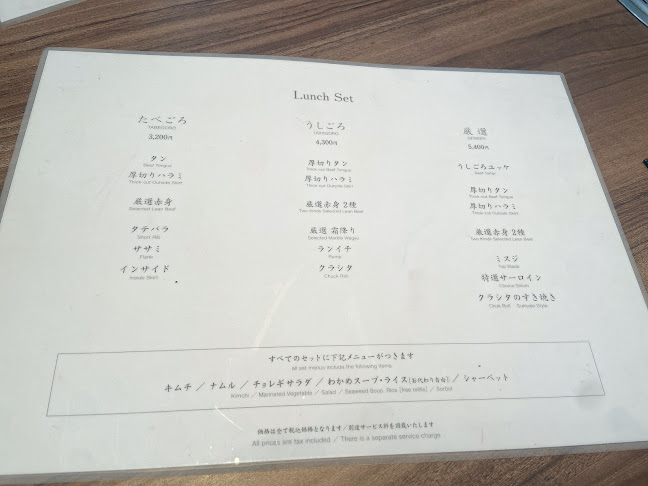 Lunch Set
たべごろ
TABEGORO
3,200円
タン
Beef Tongue
厚切りハラミ
Thick-cut Outside Skirt
厳選赤身
Selected Lean Beef
タテバラ
Short Rib
ササミ
Flank
インサイド
Inside Skirt
うしごろ
USHIGORO
4,300円
厚切りタン
Thick-cut Beef Tongue
厚切りハラミ
Thick-cut Outside Skirt
厳選赤身2種
Two Kinds Selected Lean Beef
厳選 霜降り
Selected Marble Wagyu
ランイチ
Rump
クラシタ
Chuck Roll
厳選
GENSEN
5,400円
うしごろユッケ
Beef Tartar
厚切りタン
Thick-cut Beef Tongue
厚切りハラミ
Thick-cut Outside Skirt
厳選赤身2種
Two Kinds Selected Lean Beef
ミスジ
Top Blade
特選サーロイン
Choice Sirloin
クラシタのすき焼き
Chuck Roll "Sukiyaki" Style
すべてのセットに下記メニューがつきます
all set menus include the following items
キムチ / ナムル / チョレギサラダ / わかめスープ・ライス[お代わり自由] / シャーベット
Kimchi / Marinated Vegetable / Salad / Seaweed Soup, Rice [free refills] / Sorbet
価格は全て税込価格となります / 別途サービス料を頂戴いたします
All prices are tax included / There is a separate service charge